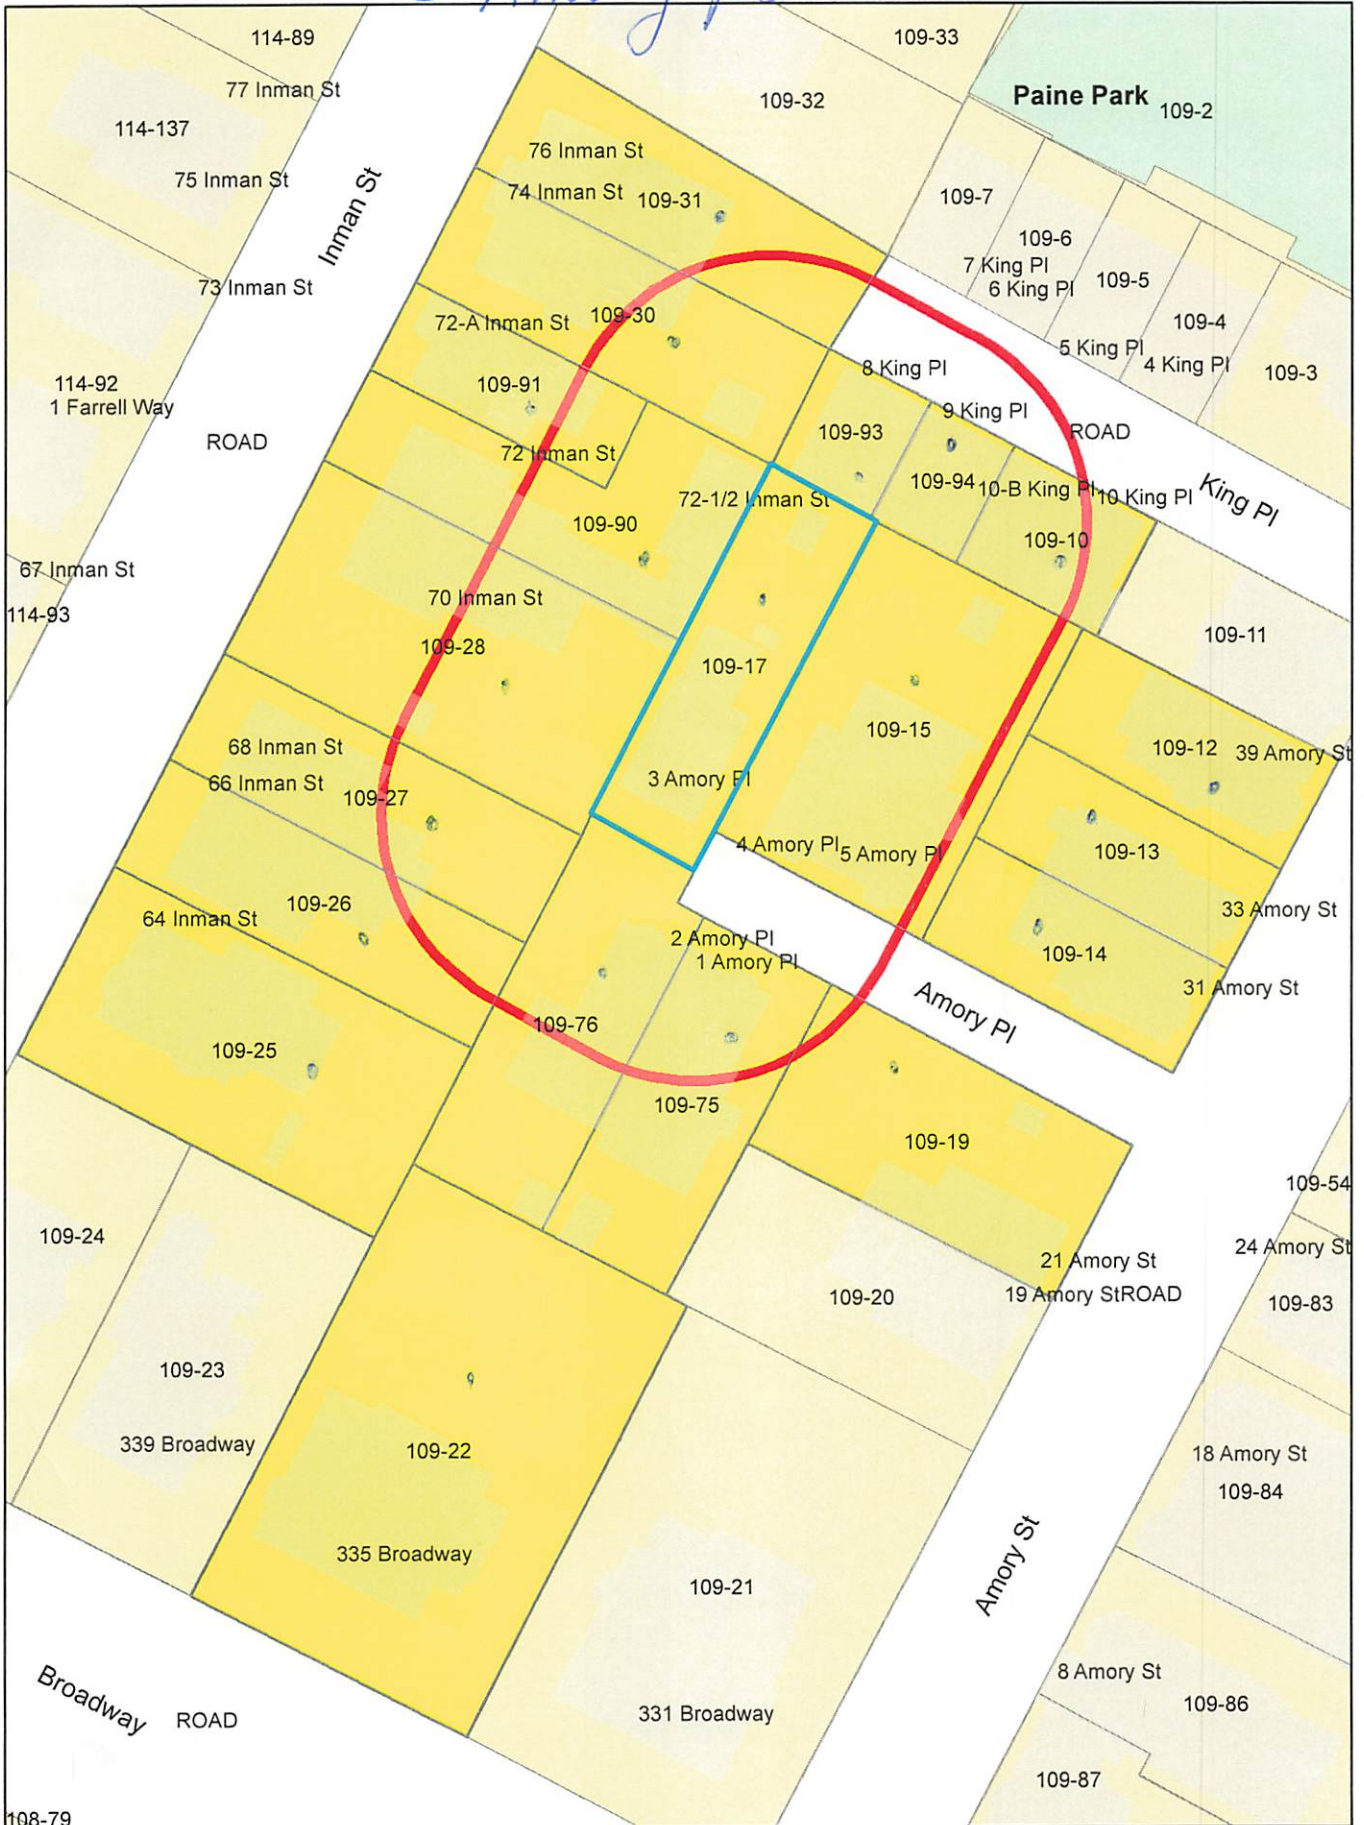 Amory Pl
114-89
109-33
77 Inman St
109-32
Paine Park
109-2
114-137
76 Inman St
75 Inman St
74 Inman St
109-31
109-7
Inman St
109-6
7 King Pl
109-5
73 Inman St
6 King Pl
72-A Inman St
109-30
109-4
5 King Pl
4 King Pl
109-3
8 King Pl
114-92
1 Farrell Way
109-91
9 King Pl
ROAD
109-93
ROAD
72 Inman St
109-94
10-B King Pl
10 King Pl
King Pl
72-1/2 Inman St
109-90
109-10
67 Inman St
70 Inman St
114-93
109-11
109-28
109-17
109-15
68 Inman St
109-12
39 Amory St
66 Inman St
109-27
3 Amory Pl
4 Amory Pl
5 Amory Pl
109-13
109-26
64 Inman St
33 Amory St
2 Amory Pl
1 Amory Pl
109-14
31 Amory St
Amory Pl
109-76
109-25
109-75
109-19
109-54
109-24
24 Amory St
21 Amory St
109-20
19 Amory St
ROAD
109-83
109-23
339 Broadway
109-22
18 Amory St
109-84
335 Broadway
Amory St
109-21
8 Amory St
109-86
Broadway
ROAD
331 Broadway
109-87
108-79